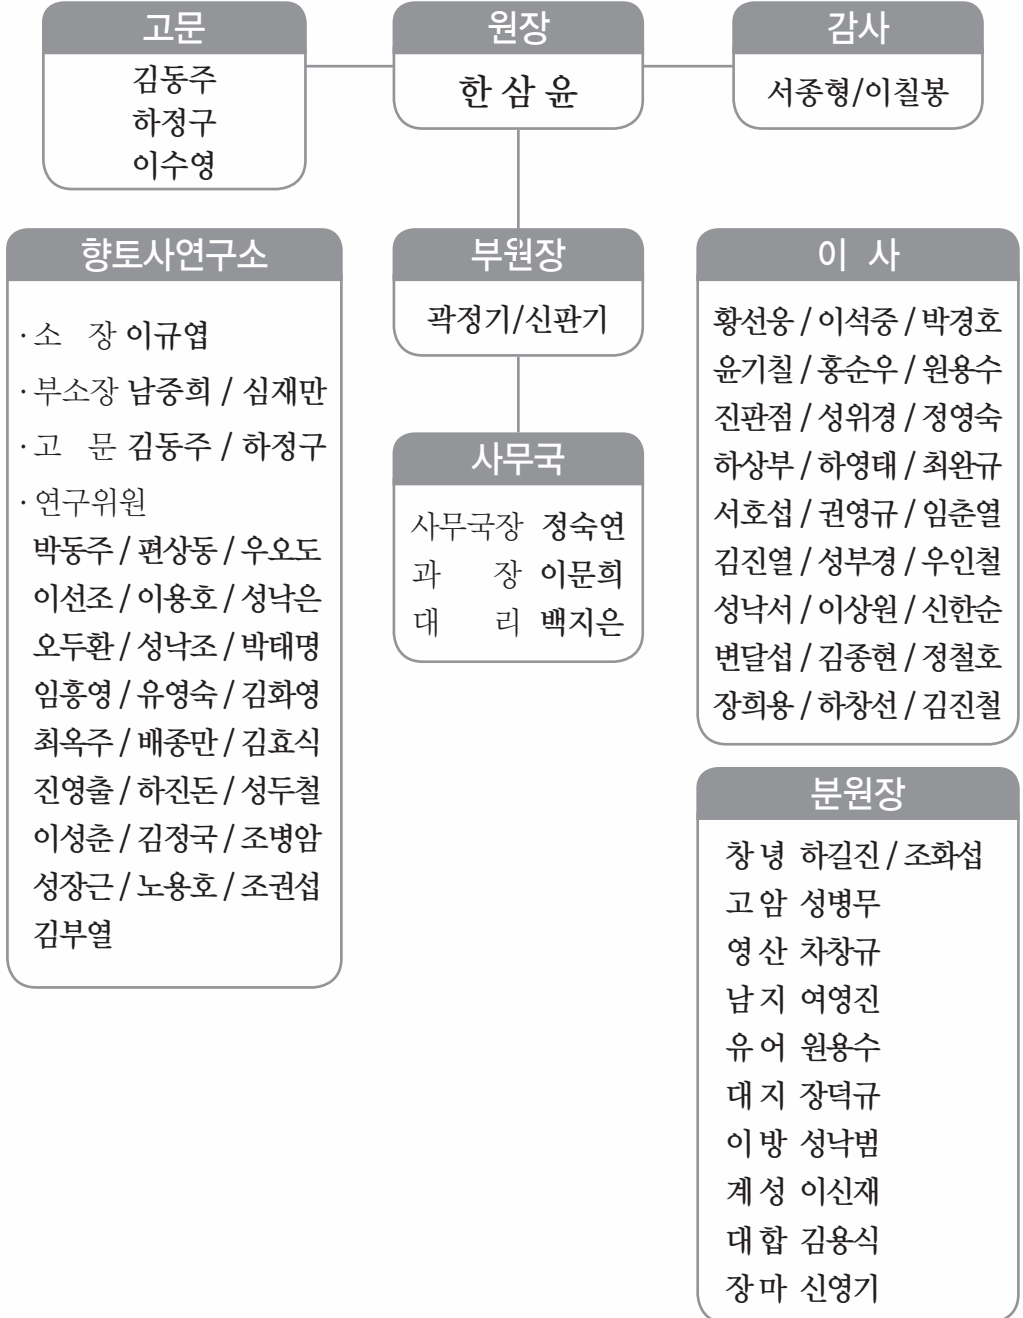 고문
김동주
하정구
이수영
원장
한 삼 윤
감사
서종형/이칠봉
향토사연구소
· 소 장 이규엽
· 부소장 남중희 / 심재만
· 고 문 김동주 / 하정구
· 연구위원
박동주 / 편상동 / 우오도
이선조 / 이용호 / 성낙은
오두환 / 성낙조 / 박태명
임흥영 / 유영숙 / 김화영
최옥주 / 배종만 / 김효식
진영출 / 하진돈 / 성두철
이성춘 / 김정국 / 조병암
성장근 / 노용호 / 조권섭
김부열
부원장
곽정기/신판기
사무국
사무국장 정숙연
과 장 이문희
대 리 백지은
이 사
황선웅 / 이석중 / 박경호
윤기칠 / 홍순우 / 원용수
진판점 / 성위경 / 정영숙
하상부 / 하영태 / 최완규
서호섭 / 권영규 / 임춘열
김진열 / 성부경 / 우인철
성낙서 / 이상원 / 신한순
변달섭 / 김종현 / 정철호
장희용 / 하창선 / 김진철
분원장
창녕 하길진 / 조화섭
고암 성병무
영산 차창규
남지 여영진
유어 원용수
대지 장덕규
이방 성낙범
계성 이신재
대합 김용식
장마 신영기